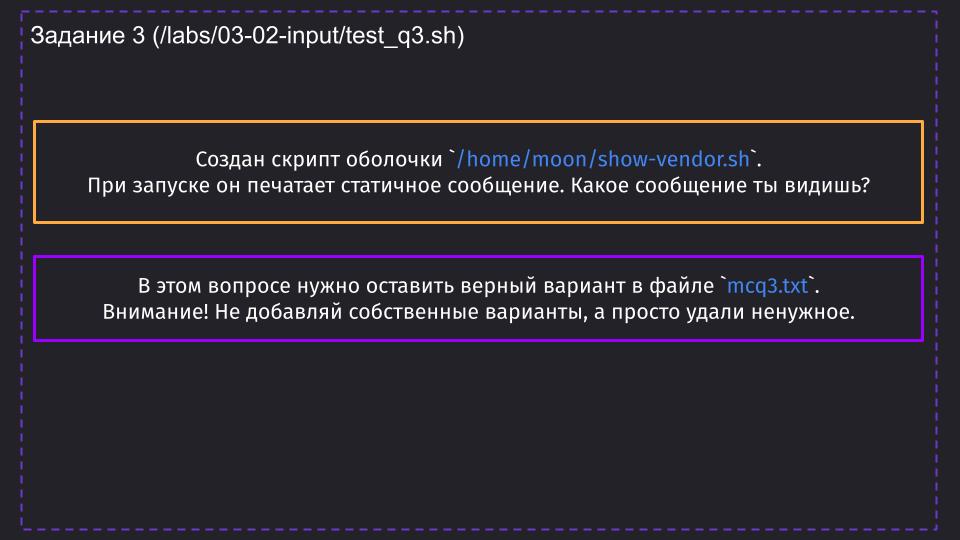 Задание 3 (/labs/03-02-input/test_q3.sh)
Создан скрипт оболочки `/home/moon/show-vendor.sh`.
При запуске он печатает статичное сообщение. Какое сообщение ты видишь?
В этом вопросе нужно оставить верный вариант в файле `mcq3.txt`.
Внимание! Не добавляй собственные варианты, а просто удали ненужное.